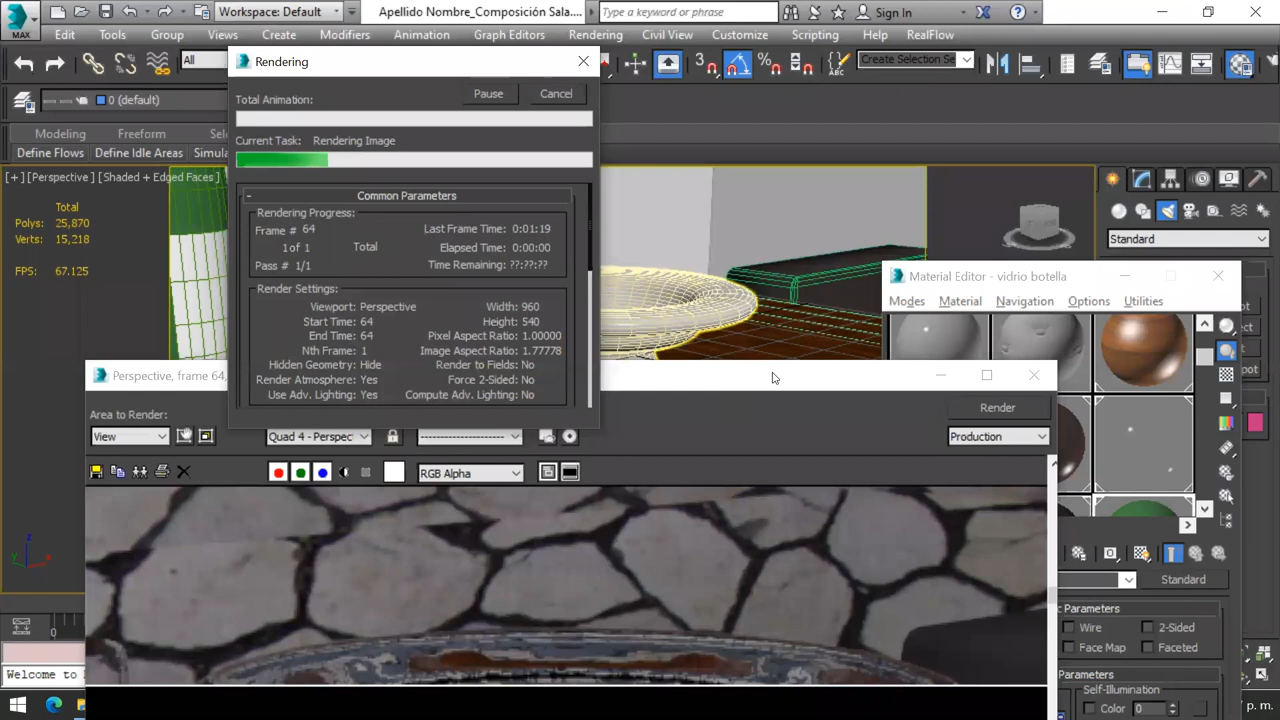 MAX
Workspace: Default
Apellido Nombre_Composición Sala....
Type a keyword or phrase
Sign In
Edit Tools Group Views Create Modifiers Animation Graph Editors Rendering Civil View Customize Scripting Help RealFlow
All
3
ABC
Create Selection Se
0 (default)
Modeling Freeform
Define Flows Define Idle Areas
[+] [Perspective] [Shaded + Edged Faces]
Total
Polys: 25,870
Verts: 15,218
FPS: 67.125
Rendering
Total Animation:
Pause Cancel
Current Task: Rendering Image
Common Parameters
Rendering Progress:
Frame # 64
Last Frame Time: 0:01:19
1 of 1 Total
Elapsed Time: 0:00:00
Pass # 1/1
Time Remaining: ??:??:??
Render Settings:
Viewport: Perspective
Width: 960
Start Time: 64
Height: 540
End Time: 64
Pixel Aspect Ratio: 1.00000
Nth Frame: 1
Image Aspect Ratio: 1.77778
Hidden Geometry: Hide
Render to Fields: No
Render Atmosphere: Yes
Force 2-Sided: No
Use Adv. Lighting: Yes
Compute Adv. Lighting: No
Standard
Material Editor - vidrio botella
Modes Material Navigation Options Utilities
Perspective, frame 64,
Area to Render:
View
Quad 4 - Perspec
Render
Production
RGB Alpha
Standard
Parameters
Wire 2-Sided
Face Map Faceted
Parameters
Self-Illumination
Color 0
0
Welcome to
p. m.